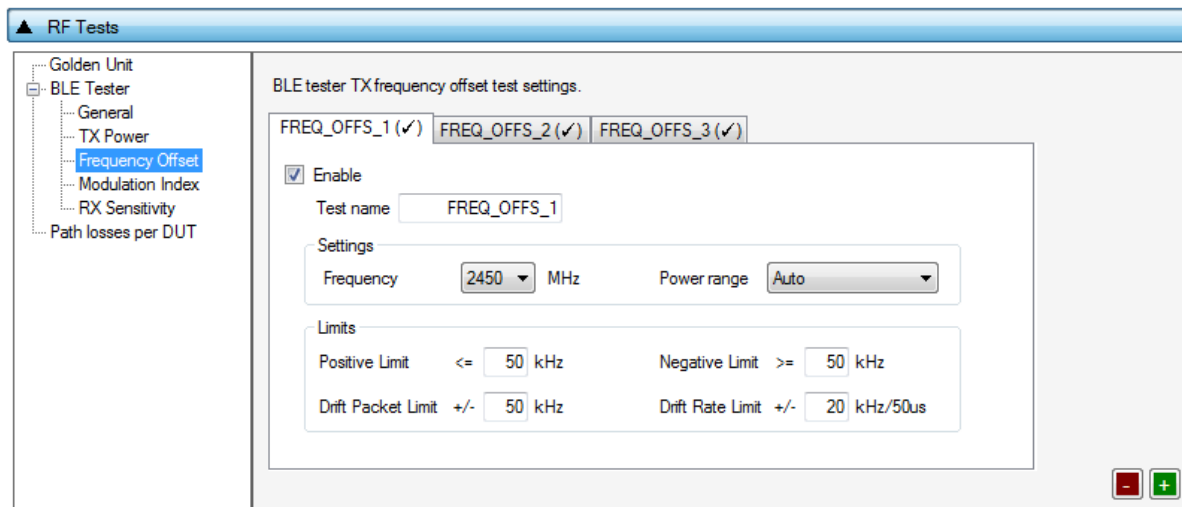 RF Tests
Golden Unit
BLE Tester
General
TX Power
Frequency Offset
Modulation Index
RX Sensitivity
Path losses per DUT
BLE tester TX frequency offset test settings.
FREQ_OFFS_1 (✓) FREQ_OFFS_2 (✓) FREQ_OFFS_3 (✓)
Enable
Test name FREQ_OFFS_1
Settings
Frequency 2450 MHz Power range Auto
Limits
Positive Limit <= 50 kHz Negative Limit >= 50 kHz
Drift Packet Limit +/- 50 kHz Drift Rate Limit +/- 20 kHz/50us
- +